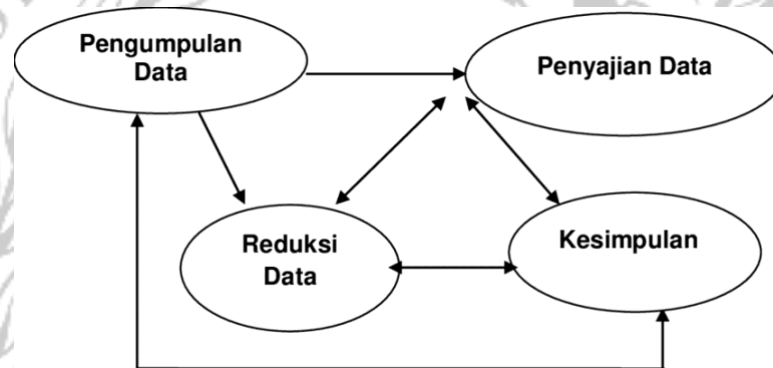 Pengumpulan
Data
Penyajian Data
Reduksi
Data
Kesimpulan